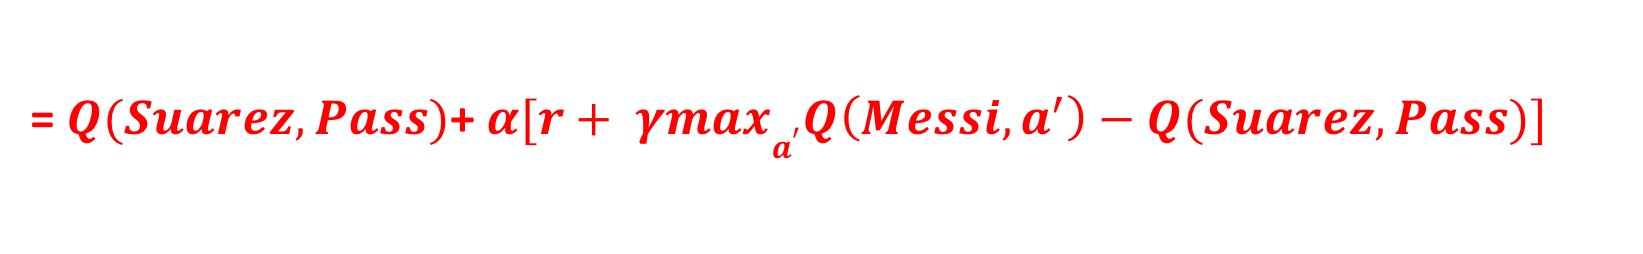 = Q(Suarez, Pass)+ α[r + γmax_a′ Q(Messi, a′) − Q(Suarez, Pass)]